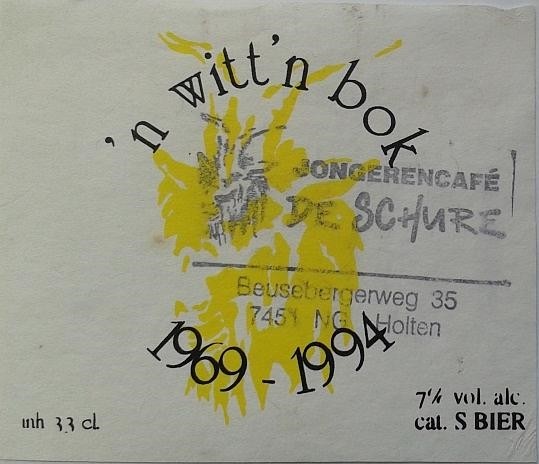 'n witt'n bok
JONGERENCAFÉ
DE SCHURE
Beusebergerweg 35
7451 NG Holten
1969 - 1994
inh 33 cl
7% vol. alc.
cat. S BIER